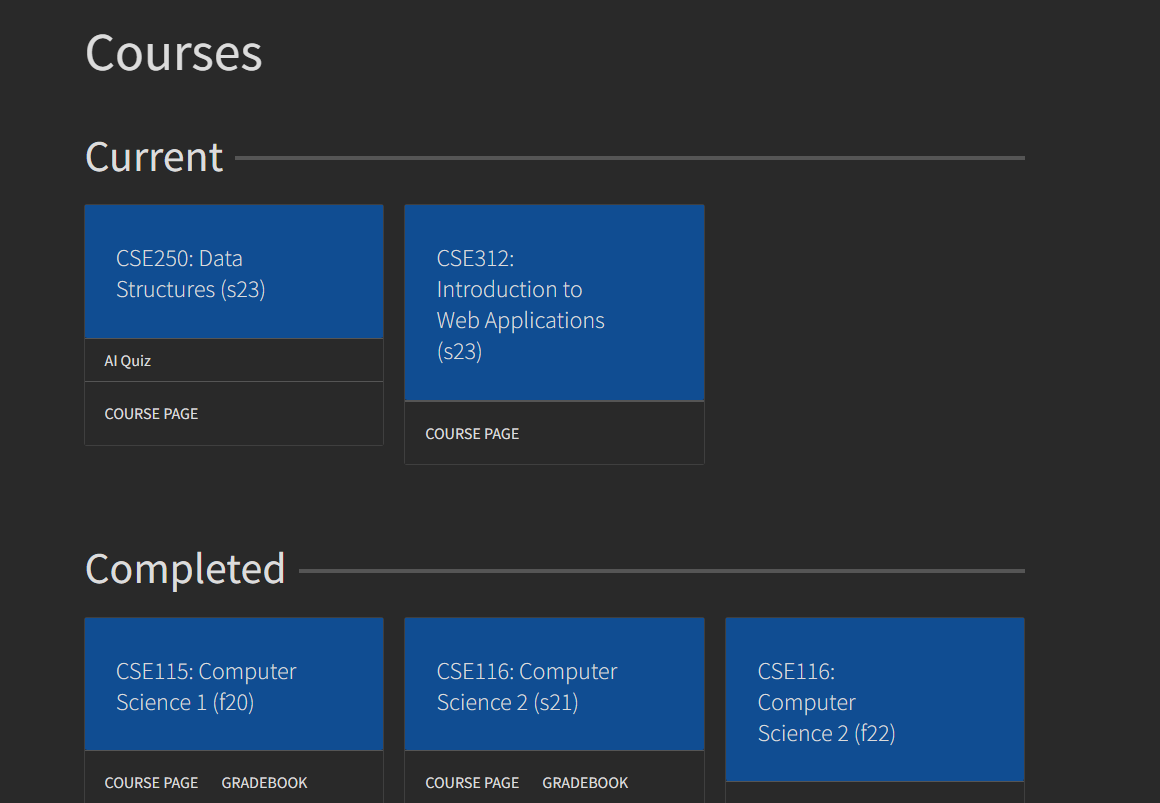 Courses
Current
CSE250: Data
Structures (s23)
AI Quiz
COURSE PAGE
CSE312:
Introduction to
Web Applications
(s23)
COURSE PAGE
Completed
CSE115: Computer
Science 1 (f20)
COURSE PAGE GRADEBOOK
CSE116: Computer
Science 2 (s21)
COURSE PAGE GRADEBOOK
CSE116:
Computer
Science 2 (f22)